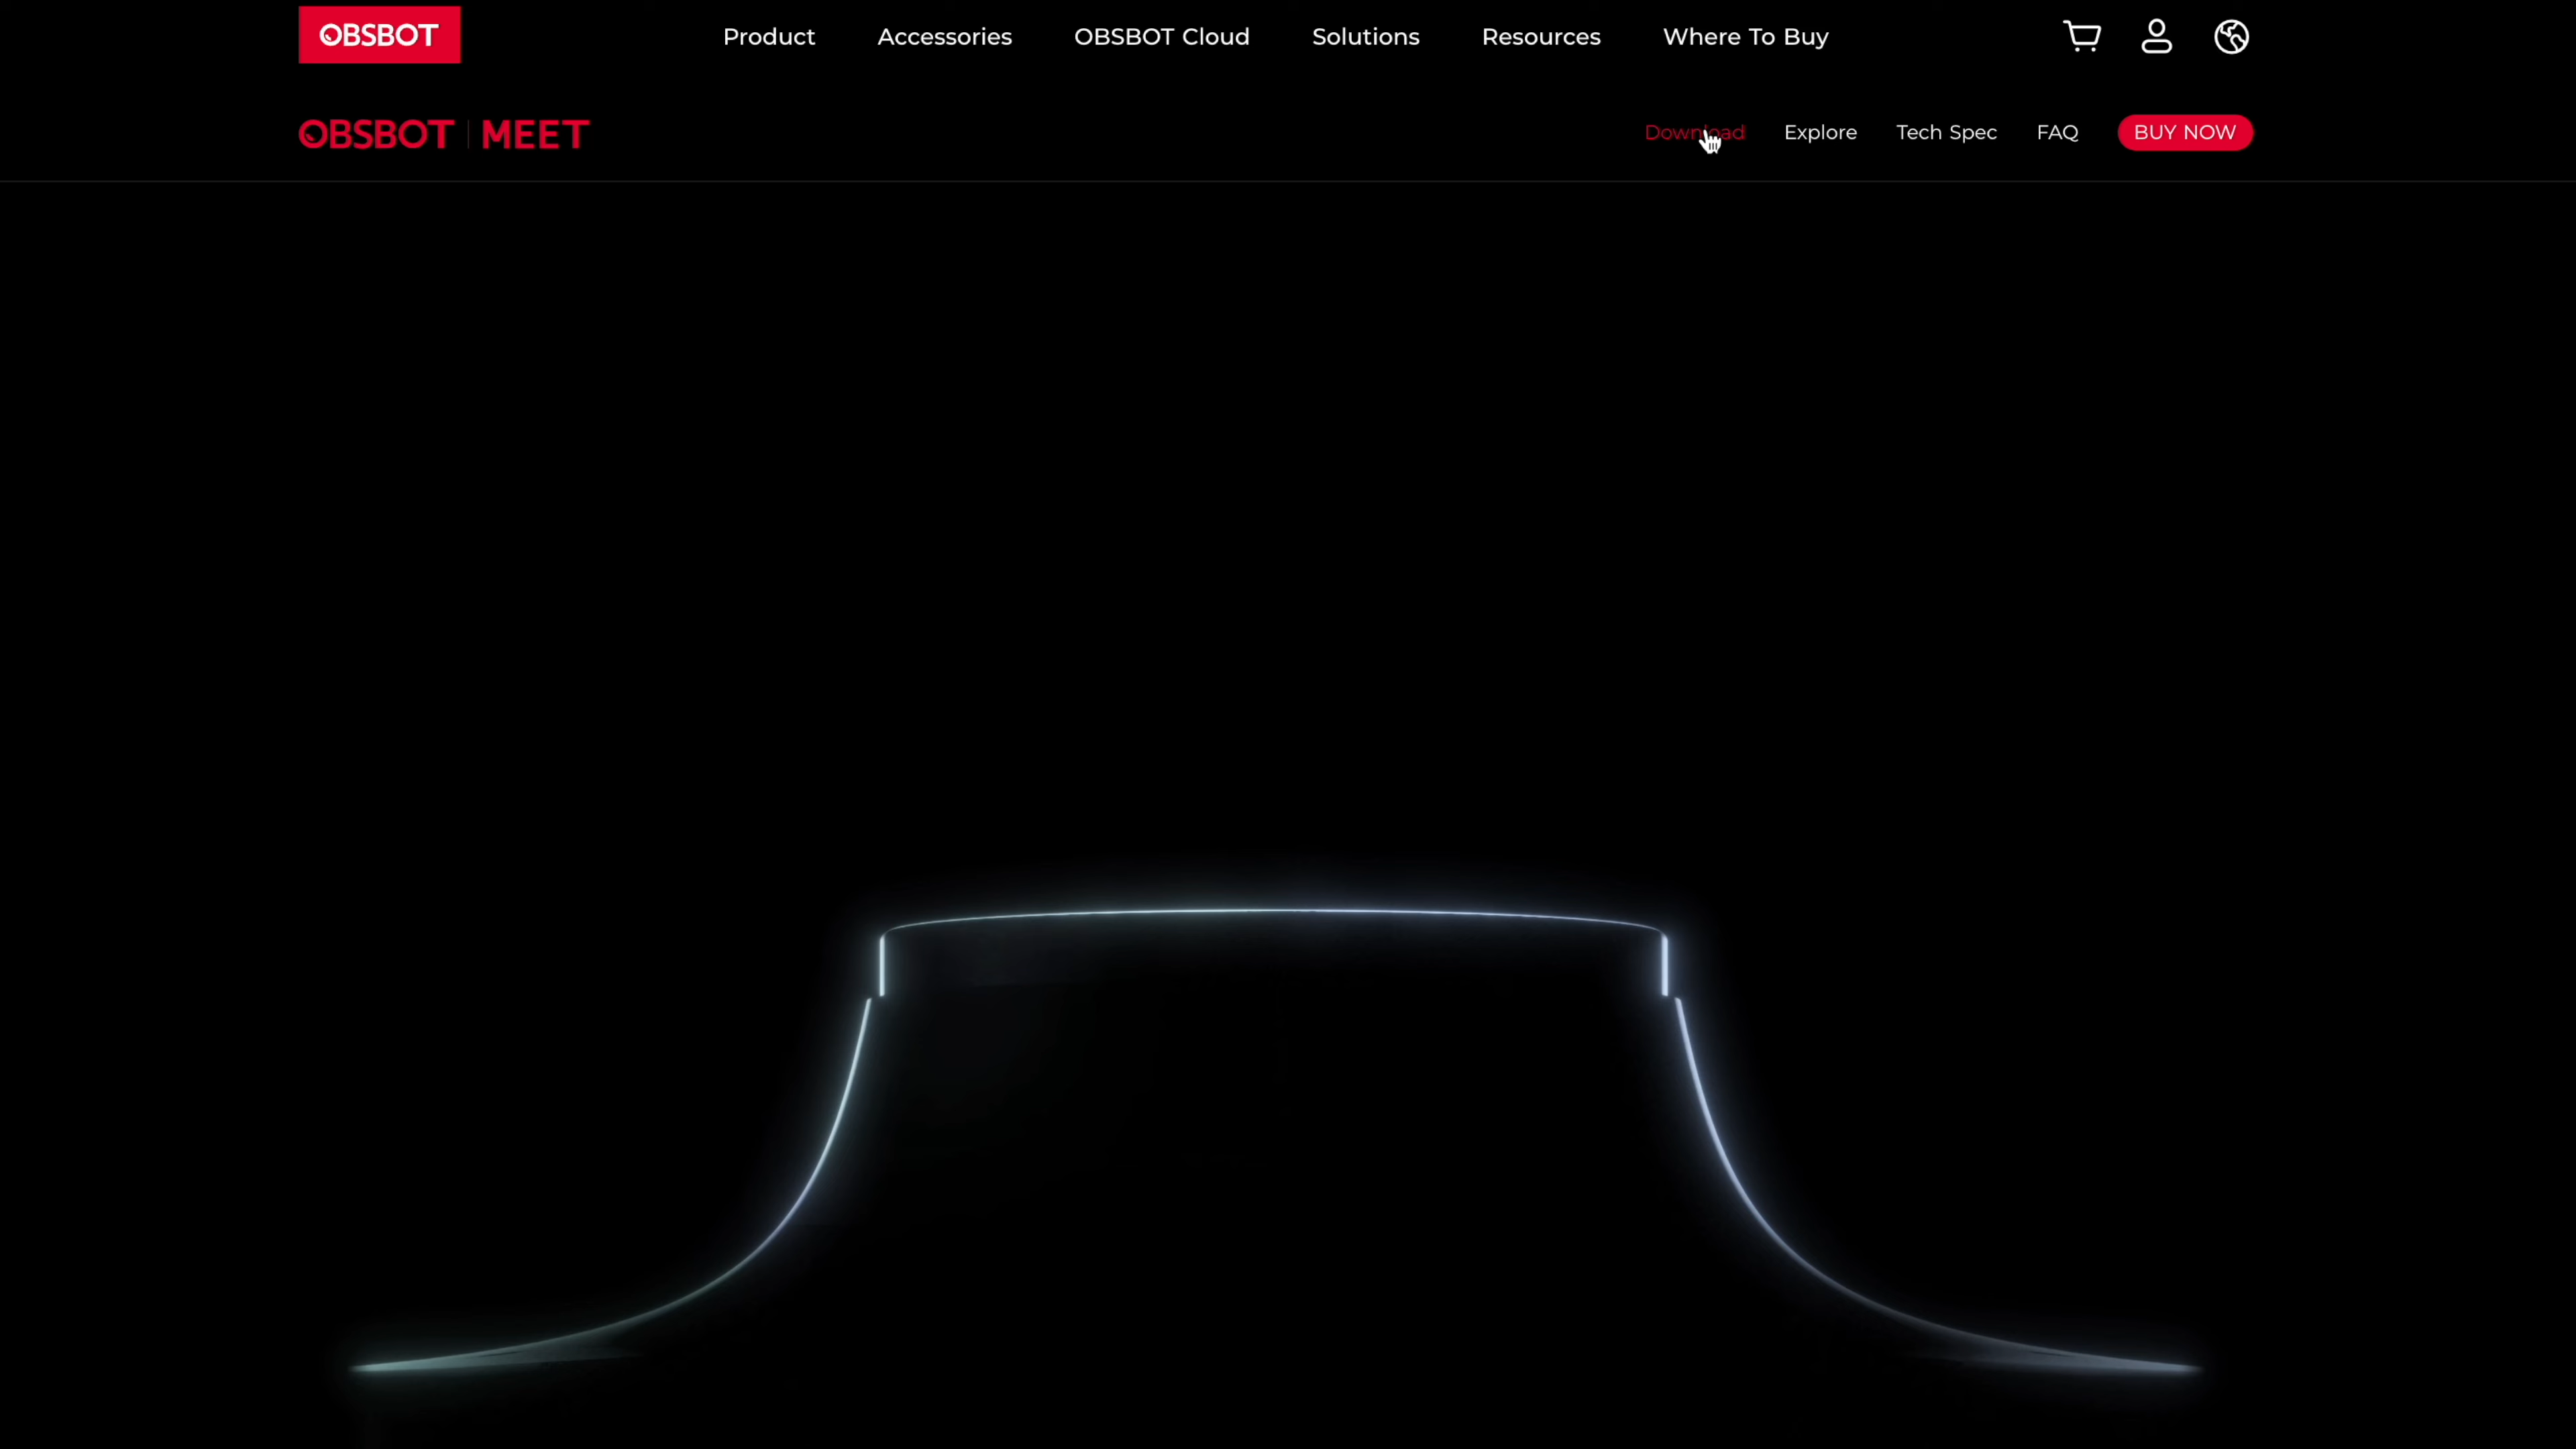 OBSBOT
Product
Accessories
OBSBOT Cloud
Solutions
Resources
Where To Buy
OBSBOT | MEET
Download
Explore
Tech Spec
FAQ
BUY NOW